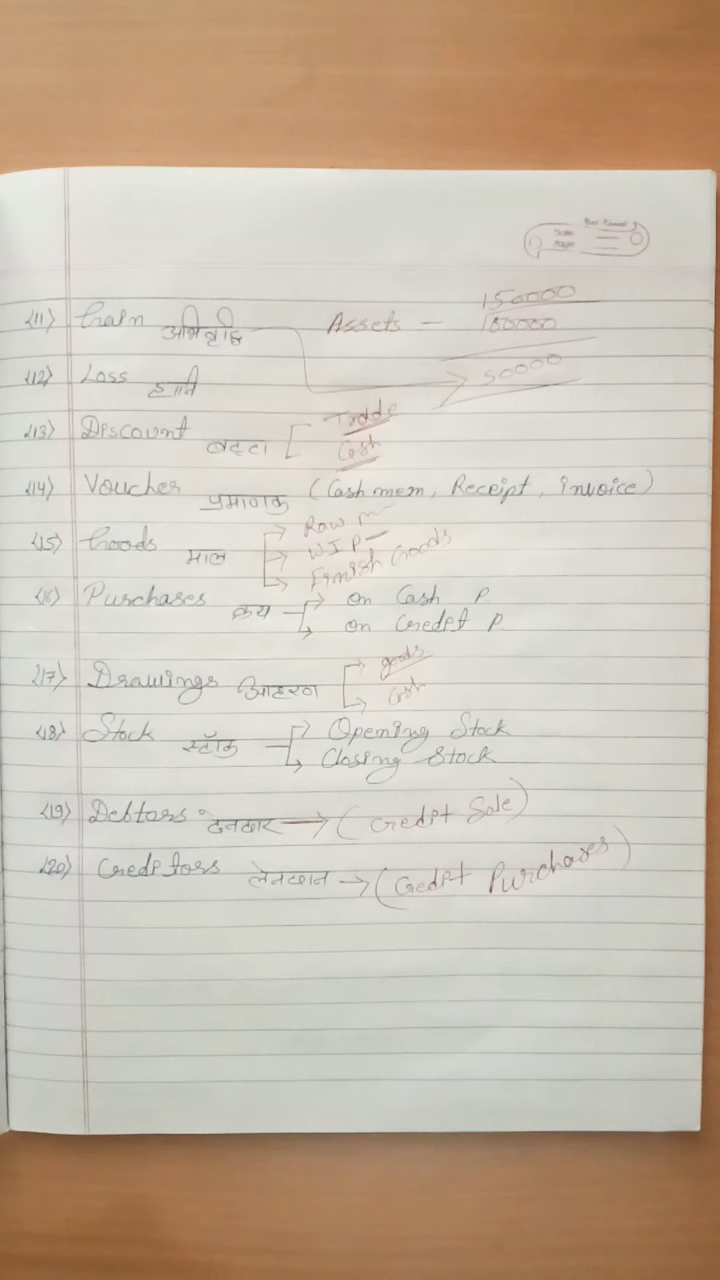 150000
<11> Gain अभिवृद्धि Assets - 100000
50000
<12> Loss हानि
Trade
<13> Discount बट्टा [ Cash
<14> Voucher प्रमाणक (Cash mem, Receipt, invoice)
Raw m
<15> Goods माल WIP
Finish Goods
<16> Purchases क्रय → on Cash P
→ on Credit P
goods
<17> Drawings आहरण
Cash
<18> Stock स्टॉक → Opening Stock
→ Closing Stock
<19> Debtors देनदार → (Credit Sale)
<20> Creditors लेनदान → (Credit Purchases)